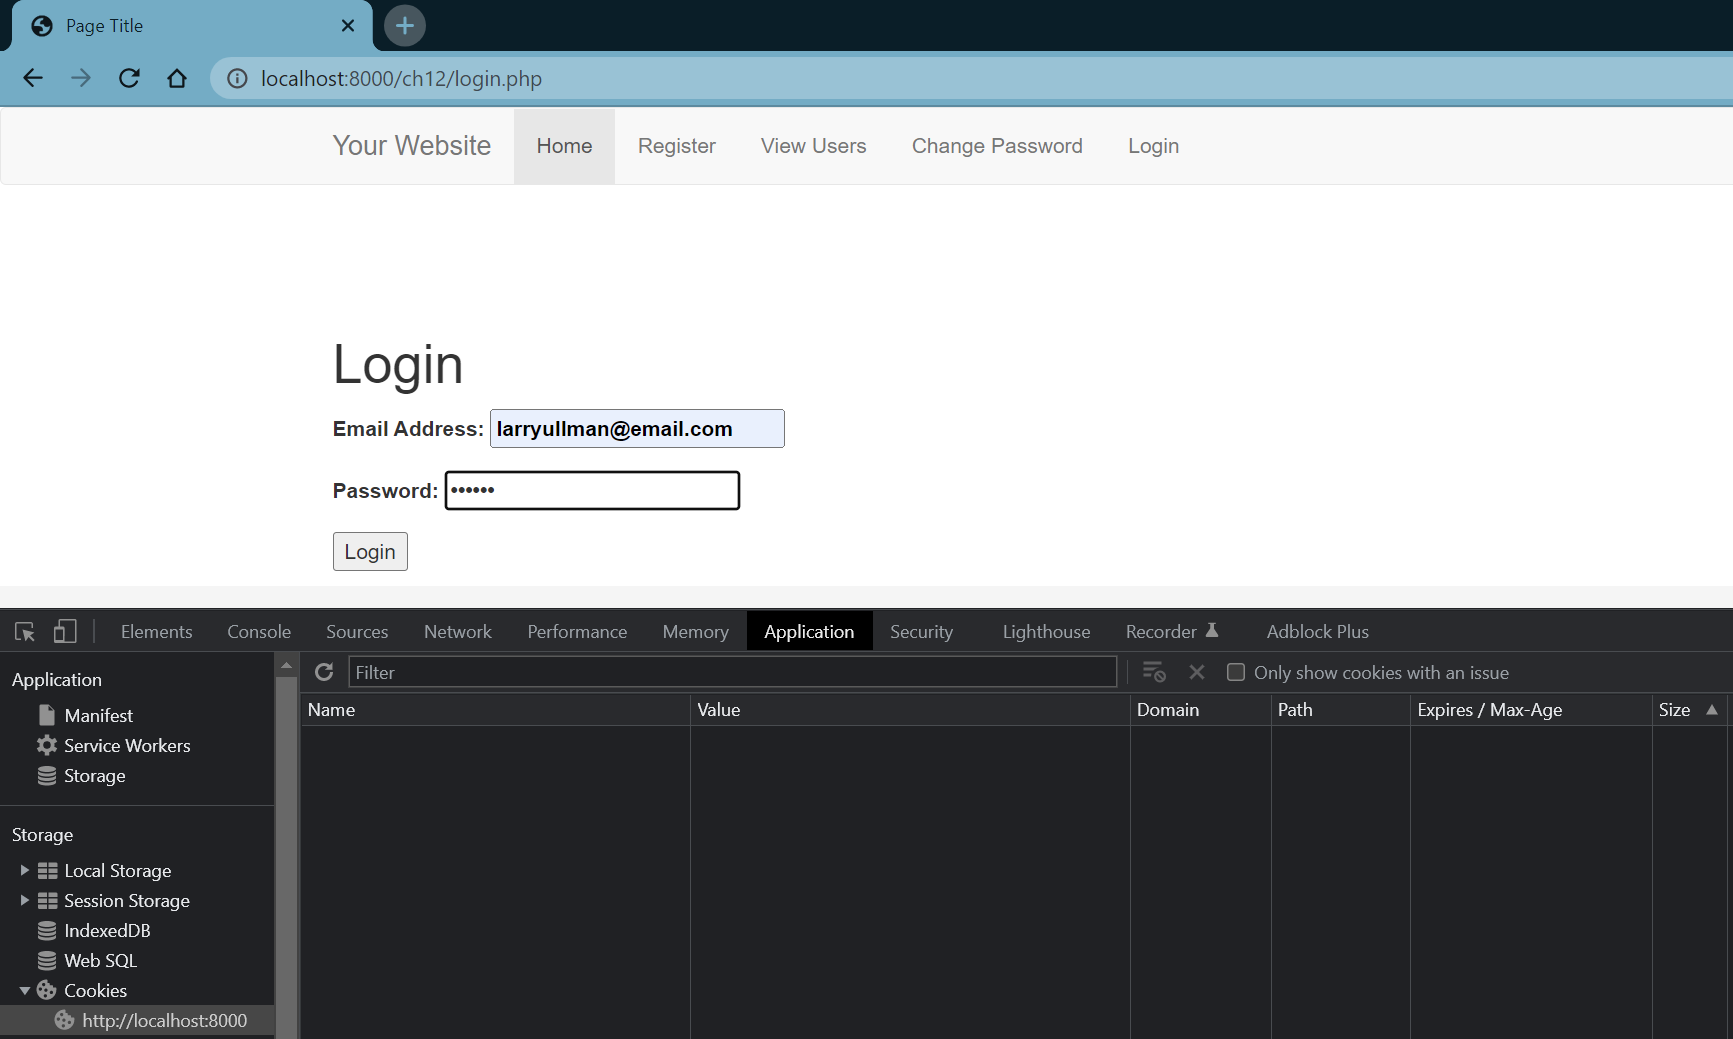 Page Title
localhost:8000/ch12/login.php
Your Website Home Register View Users Change Password Login
Login
Email Address: larryullman@email.com
Password: ••••••
Login
Elements Console Sources Network Performance Memory Application Security Lighthouse Recorder Adblock Plus
Application
Manifest
Service Workers
Storage
Storage
Local Storage
Session Storage
IndexedDB
Web SQL
Cookies
http://localhost:8000
Filter Only show cookies with an issue
Name Value Domain Path Expires / Max-Age Size